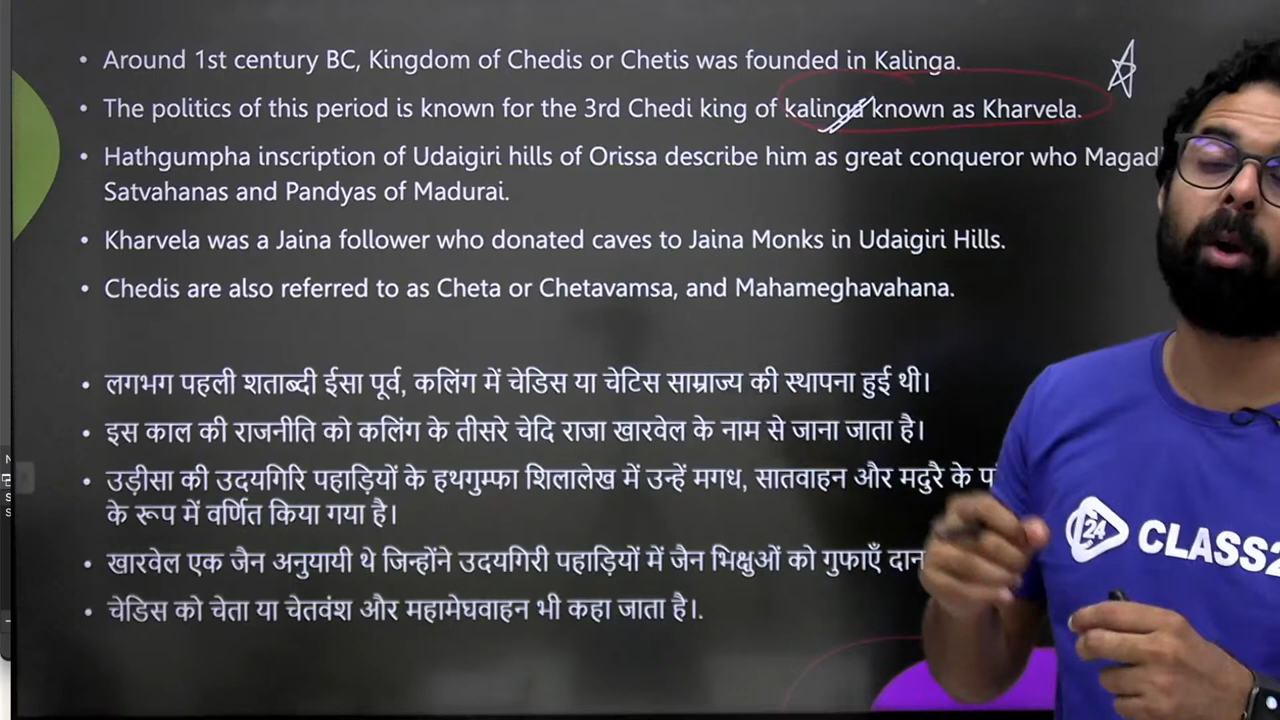 • Around 1st century BC, Kingdom of Chedis or Chetis was founded in Kalinga.
• The politics of this period is known for the 3rd Chedi king of kalinga known as Kharvela.
• Hathgumpha inscription of Udaigiri hills of Orissa describe him as great conqueror who
Satvahanas and Pandyas of Madurai.
• Kharvela was a Jaina follower who donated caves to Jaina Monks in Udaigiri Hills.
• Chedis are also referred to as Cheta or Chetavamsa, and Mahameghavahana.
• लगभग पहली शताब्दी ईसा पूर्व, कलिंग में चेडिस या चेटिस साम्राज्य की स्थापना हुई थी।
• इस काल की राजनीति को कलिंग के तीसरे चेदि राजा खारवेल के नाम से जाना जाता है।
• उड़ीसा की उदयगिरि पहाड़ियों के हथगुम्फा शिलालेख में उन्हें मगध, सातवाहन और मदुरै के
के रूप में वर्णित किया गया है।
• खारवेल एक जैन अनुयायी थे जिन्होंने उदयगिरी पहाड़ियों में जैन भिक्षुओं को गुफाएँ दान
• चेडिस को चेता या चेतवंश और महामेघवाहन भी कहा जाता है।.
24 CLASS2